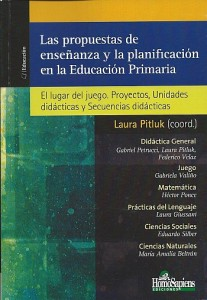 Educación
Las propuestas de
enseñanza y la planificación
en la Educación Primaria
El lugar del juego. Proyectos, Unidades
didácticas y Secuencias didácticas
Laura Pitluk (coord.)
Didáctica General
Gabriel Petrucci, Laura Pitluk,
Federico Velaz
Juego
Gabriela Valiño
Matemática
Héctor Ponce
Prácticas del Lenguaje
Laura Giussani
Ciencias Sociales
Eduardo Silber
Ciencias Naturales
María Amalia Beltrán
HomoSapiens
EDICIONES